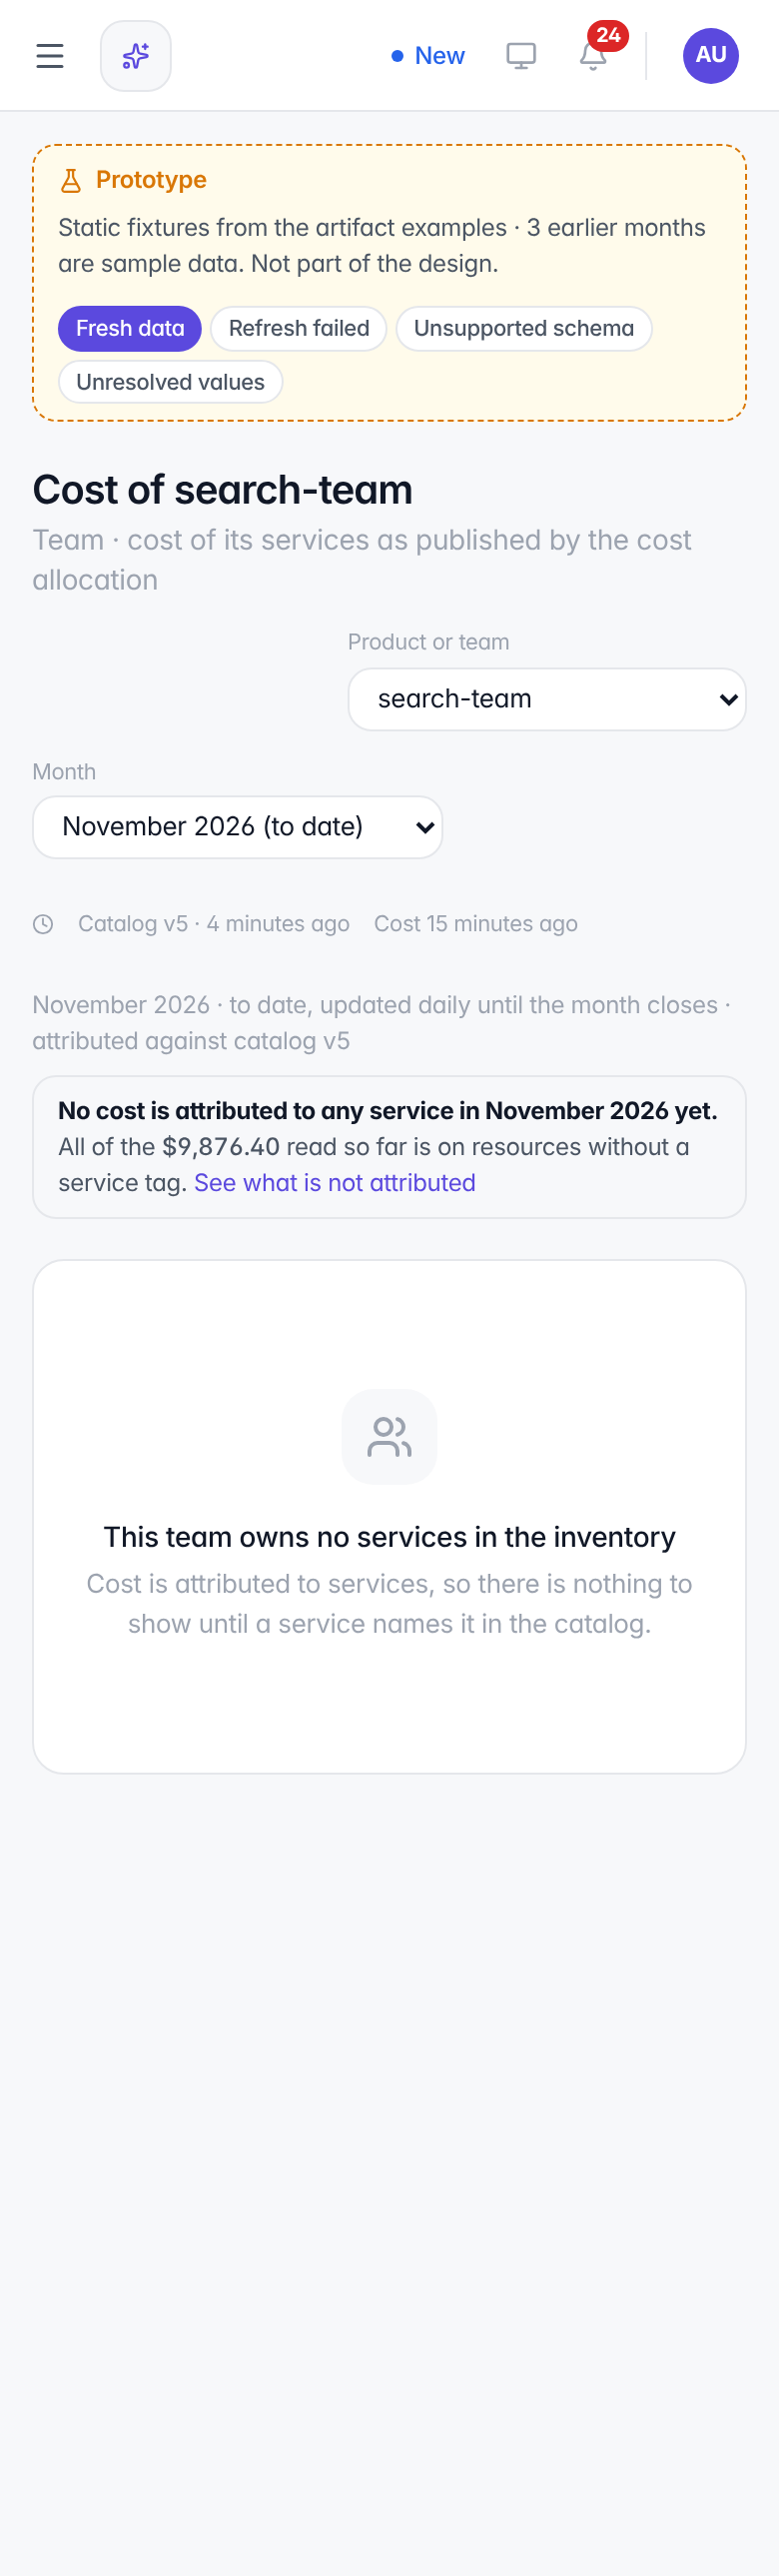 New
24
AU
Prototype
Static fixtures from the artifact examples · 3 earlier months
are sample data. Not part of the design.
Fresh data
Refresh failed
Unsupported schema
Unresolved values
Cost of search-team
Team · cost of its services as published by the cost
allocation
Product or team
search-team
Month
November 2026 (to date)
Catalog v5 · 4 minutes ago
Cost 15 minutes ago
November 2026 · to date, updated daily until the month closes ·
attributed against catalog v5
No cost is attributed to any service in November 2026 yet.
All of the $9,876.40 read so far is on resources without a
service tag. See what is not attributed
This team owns no services in the inventory
Cost is attributed to services, so there is nothing to
show until a service names it in the catalog.